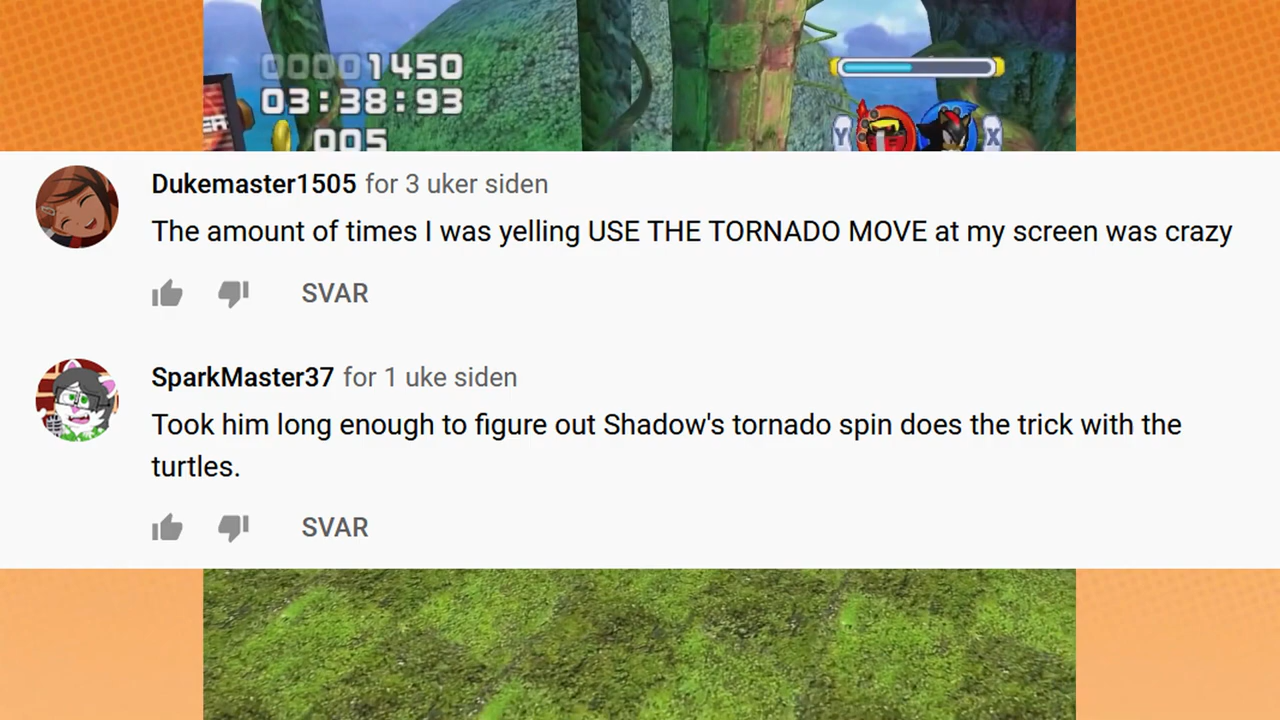 00001450
03:38:93
005
ER
Y X
Dukemaster1505 for 3 uker siden
The amount of times I was yelling USE THE TORNADO MOVE at my screen was crazy
SVAR
SparkMaster37 for 1 uke siden
Took him long enough to figure out Shadow's tornado spin does the trick with the
turtles.
SVAR